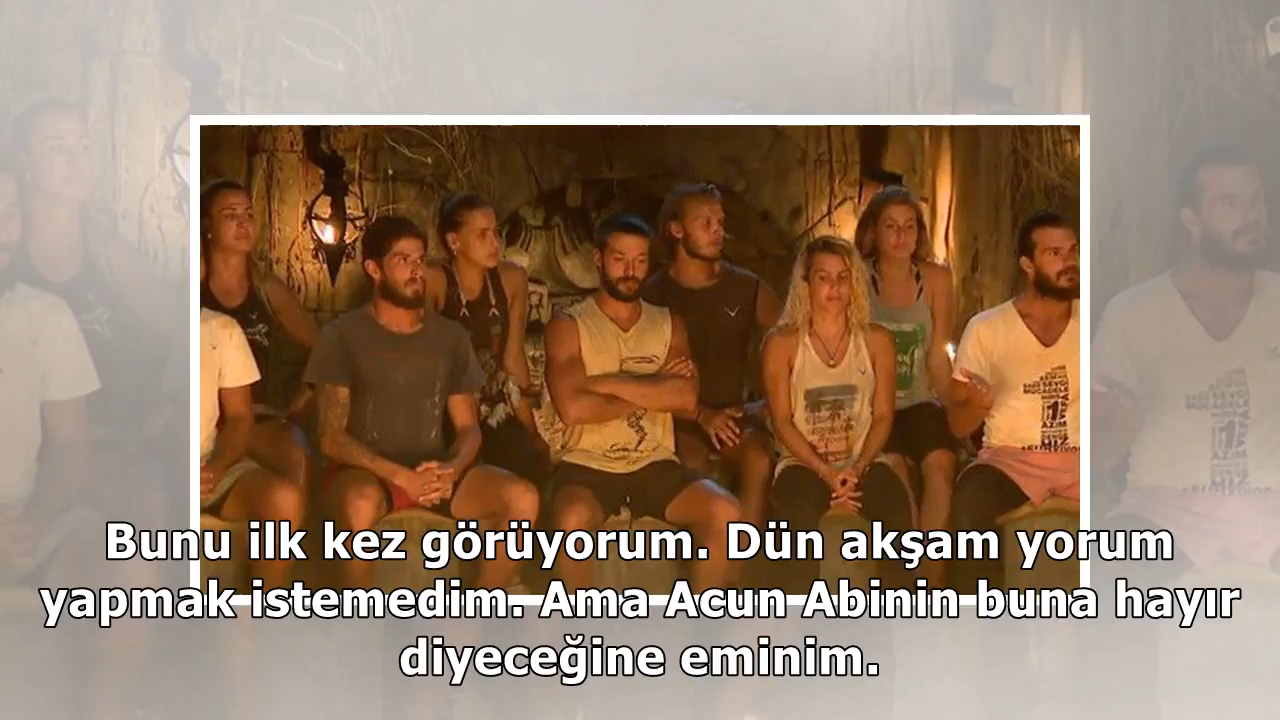 Bunu ilk kez görüyorum. Dün akşam yorum
yapmak istemedim. Ama Acun Abinin buna hayır
diyeceğine eminim.